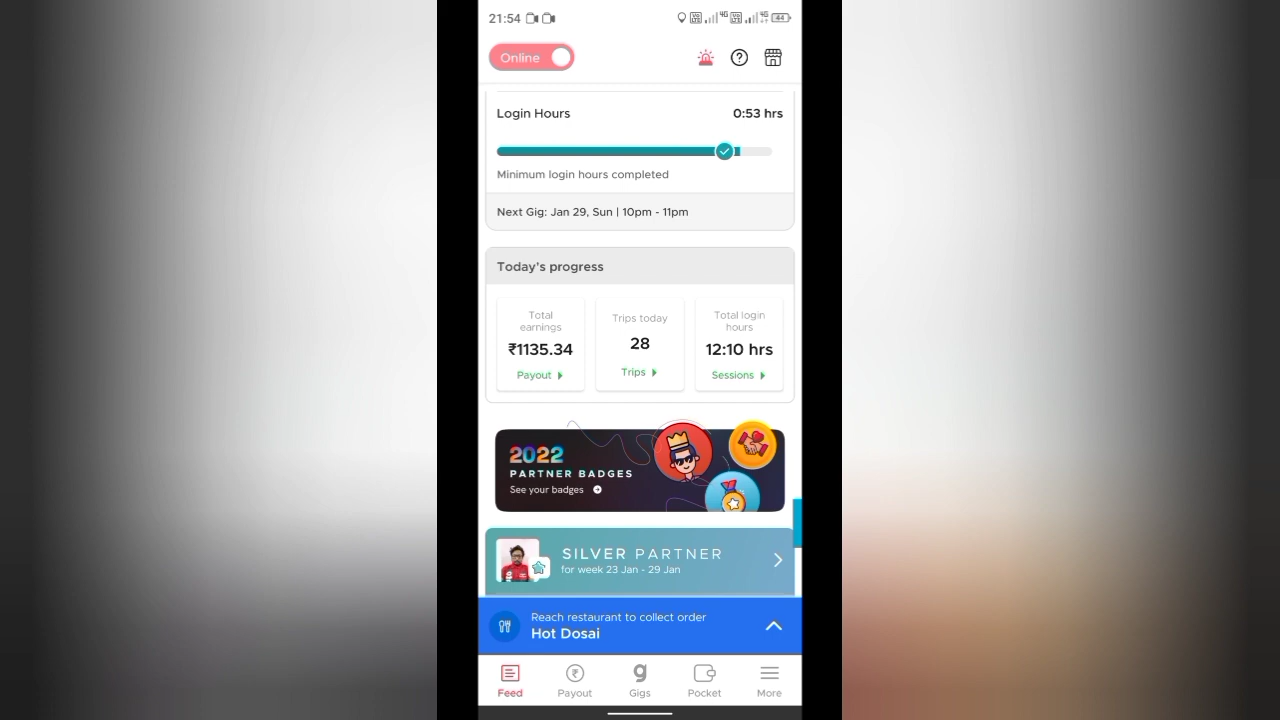 21:54
4G
4G
44
Online
Login Hours
0:53 hrs
Minimum login hours completed
Next Gig: Jan 29, Sun | 10pm - 11pm
Today's progress
Total earnings
₹1135.34
Payout
Trips today
28
Trips
Total login hours
12:10 hrs
Sessions
2022
PARTNER BADGES
See your badges
SILVER PARTNER
for week 23 Jan - 29 Jan
Reach restaurant to collect order
Hot Dosai
Feed
Payout
Gigs
Pocket
More